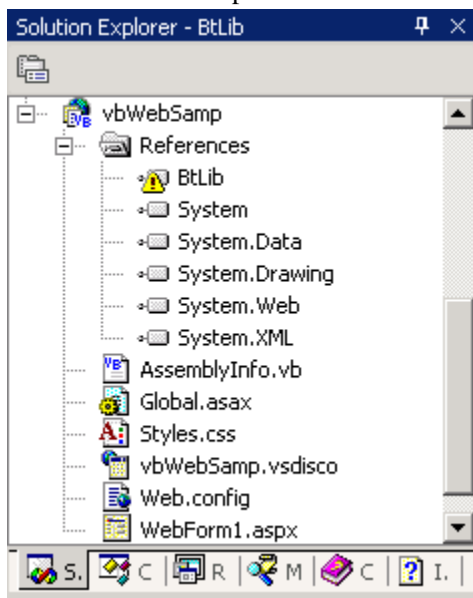 Solution Explorer - BtLib
vbWebSamp
References
BtLib
System
System.Data
System.Drawing
System.Web
System.XML
AssemblyInfo.vb
Global.asax
Styles.css
vbWebSamp.vsdisco
Web.config
WebForm1.aspx
S. C R M C I.